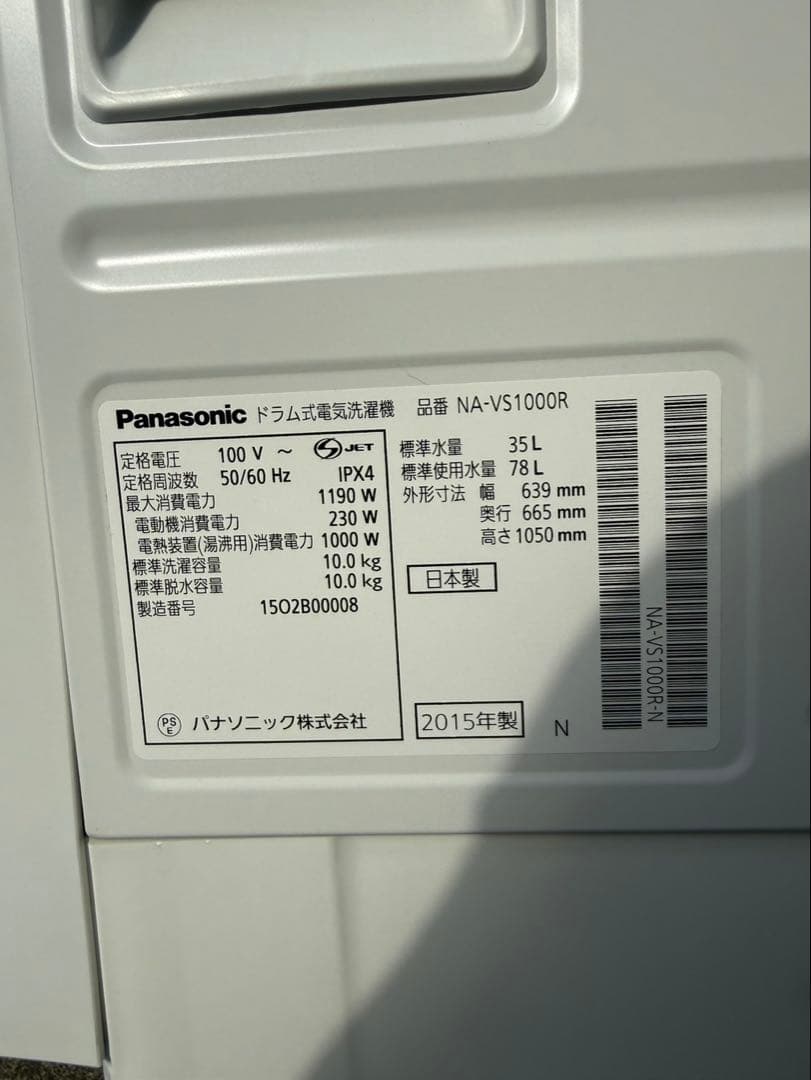 Panasonic ドラム式電気洗濯機 品番 NA-VS1000R
定格電圧 100 V ～ JET
定格周波数 50/60 Hz IPX4
最大消費電力 1190 W
電動機消費電力 230 W
電熱装置(湯沸用)消費電力 1000 W
標準洗濯容量 10.0 kg
標準脱水容量 10.0 kg
製造番号 15O2B00008
PS E パナソニック株式会社
標準水量 35 L
標準使用水量 78 L
外形寸法 幅 639 mm
奥行 665 mm
高さ 1050 mm
日本製
2015年製 N
NA-VS1000R-N